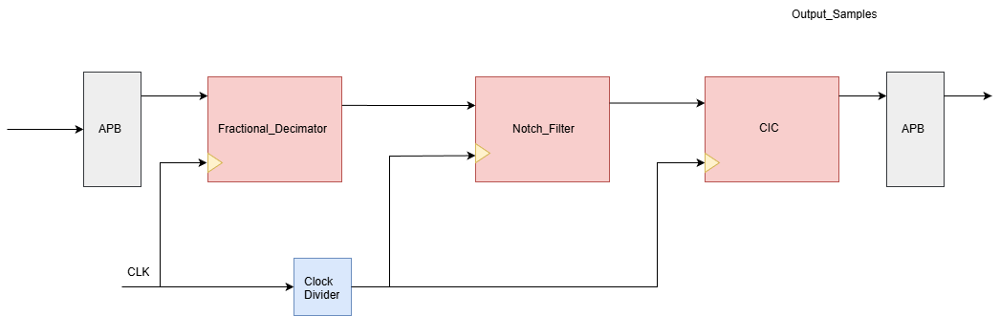 Output_Samples
APB
Fractional_Decimator
Notch_Filter
CIC
APB
CLK
Clock
Divider